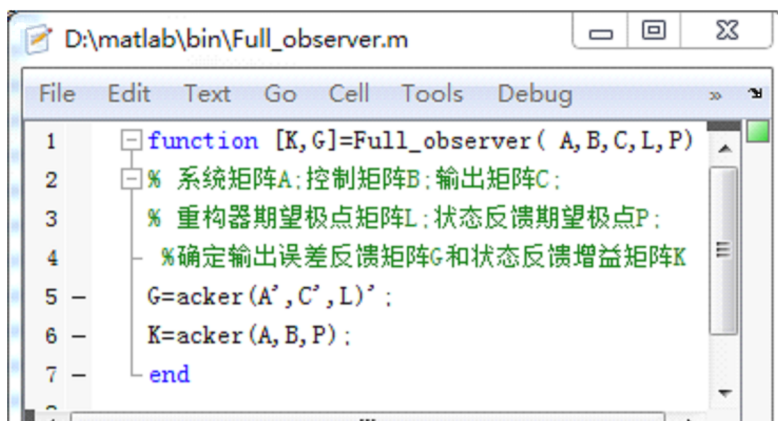 D:\matlab\bin\Full_observer.m
File Edit Text Go Cell Tools Debug »
1 function [K,G]=Full_observer( A,B,C,L,P)
2 % 系统矩阵A;控制矩阵B;输出矩阵C;
3 % 重构器期望极点矩阵L;状态反馈期望极点P;
4 %确定输出误差反馈矩阵G和状态反馈增益矩阵K
5 – G=acker(A',C',L)';
6 – K=acker(A,B,P);
7 – end